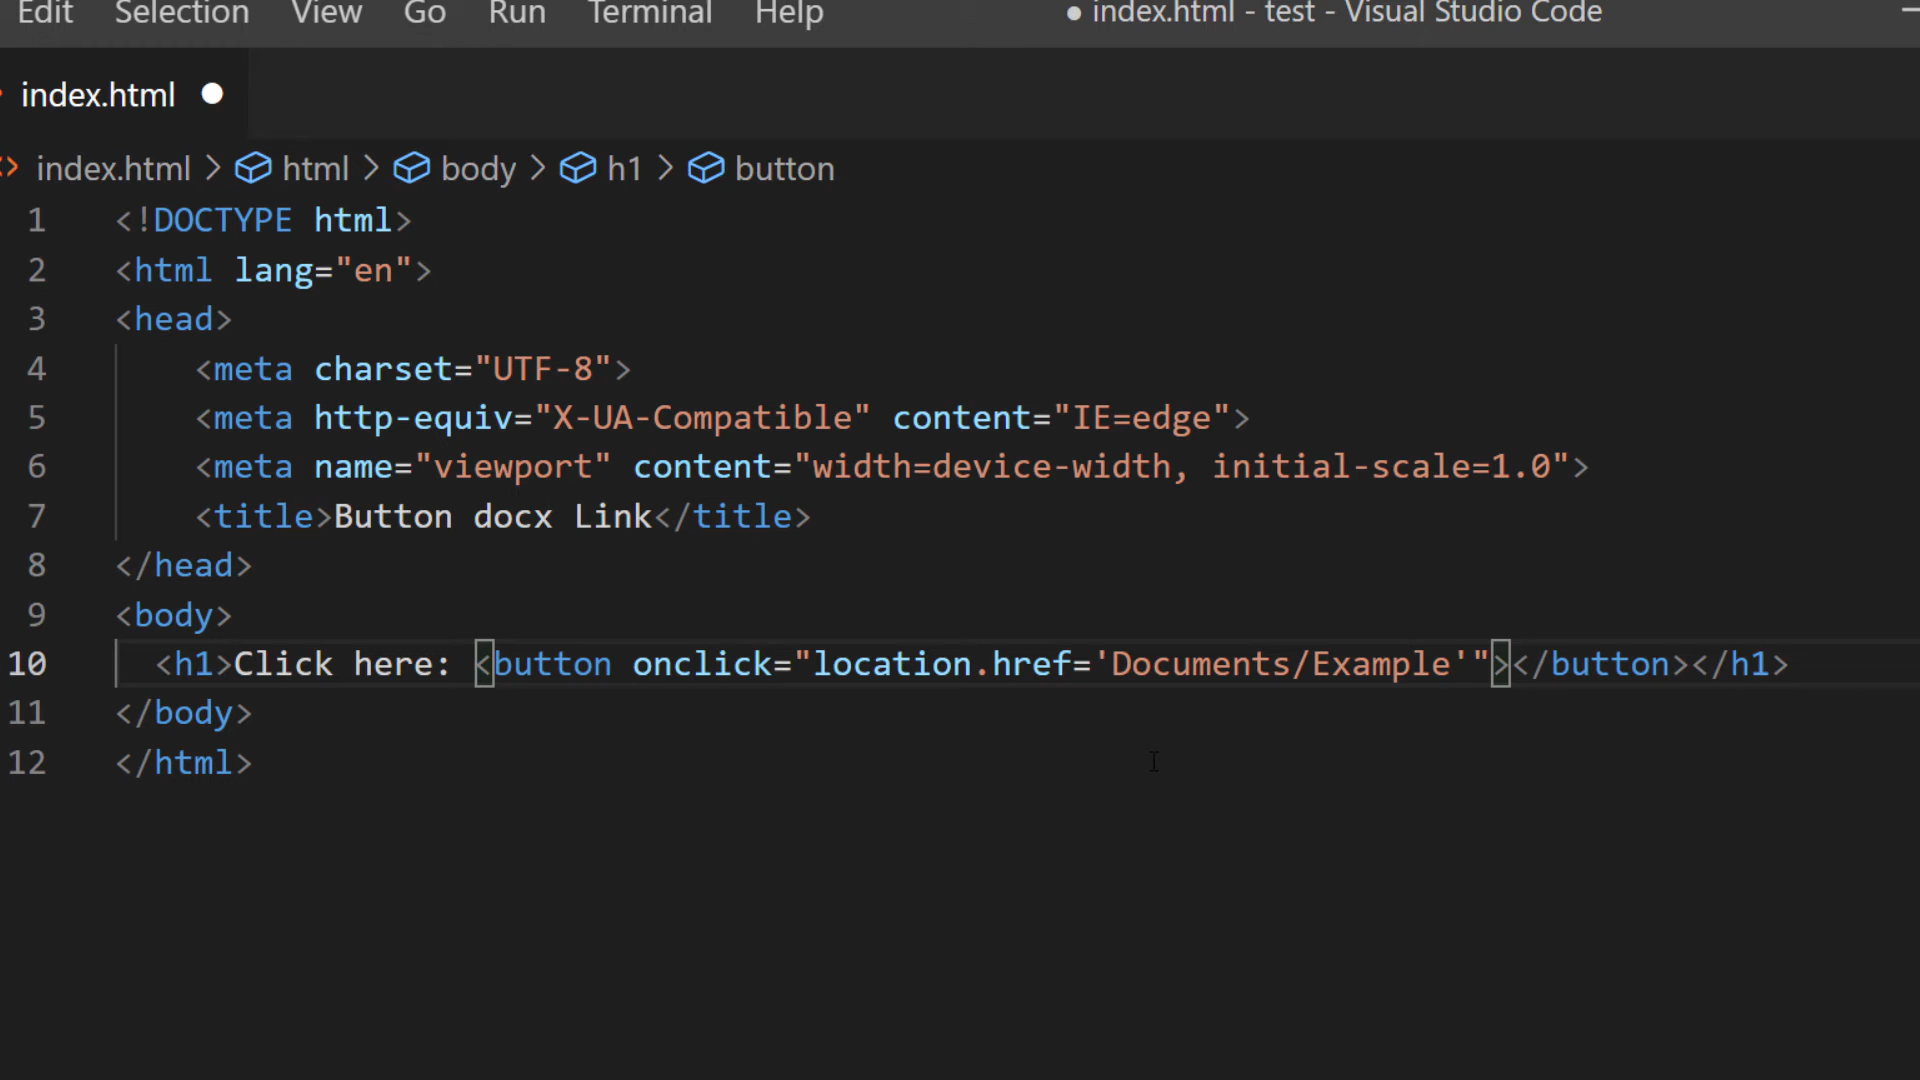 Edit Selection View Go Run Terminal Help ● index.html - test - Visual Studio Code
index.html ●
index.html > html > body > h1 > button
1 <!DOCTYPE html>
2 <html lang="en">
3 <head>
4     <meta charset="UTF-8">
5     <meta http-equiv="X-UA-Compatible" content="IE=edge">
6     <meta name="viewport" content="width=device-width, initial-scale=1.0">
7     <title>Button docx Link</title>
8 </head>
9 <body>
10   <h1>Click here: <button onclick="location.href='Documents/Example'"></button></h1>
11 </body>
12 </html>